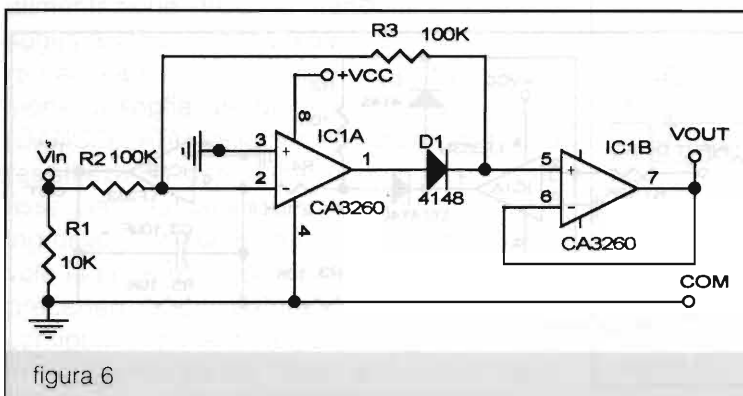 R3 100K
+VCC
8
IC1A
Vin
R2 100K
3
+
2
-
1
CA3260
4
D1
4148
5
+
6
-
IC1B
7
VOUT
CA3260
R1
10K
COM
figura 6